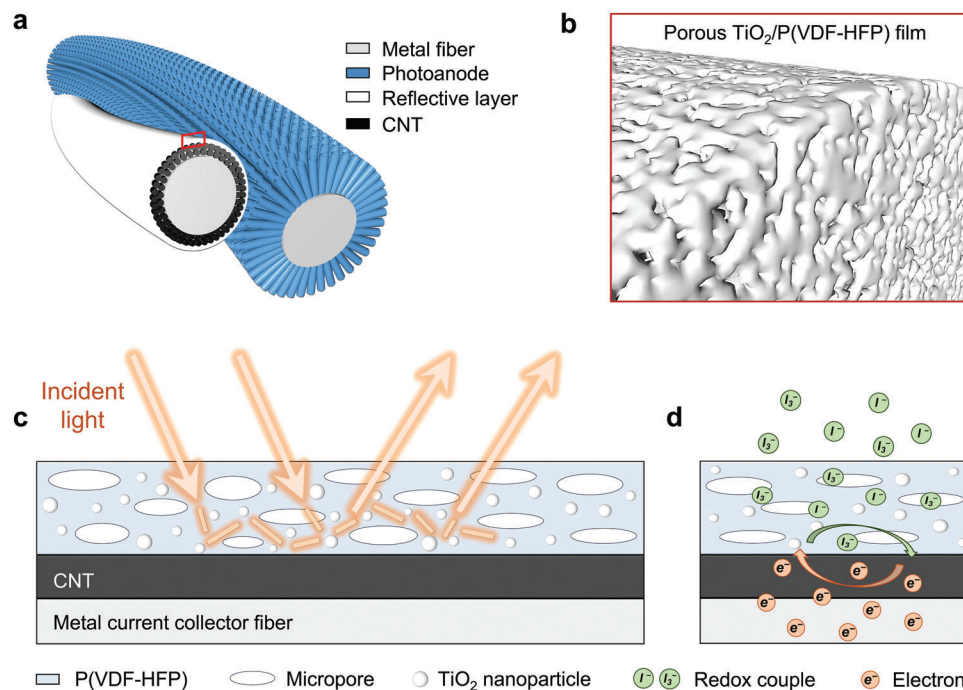 a
Metal fiber
Photoanode
Reflective layer
CNT
b
Porous TiO₂/P(VDF-HFP) film
c
Incident
light
CNT
Metal current collector fiber
d
I₃⁻ I⁻
I⁻ I⁻
I₃⁻ I₃⁻
I₃⁻
I₃⁻ I⁻ I₃⁻
I⁻
I₃⁻
e⁻ e⁻
e⁻
e⁻ e⁻ e⁻
e⁻ e⁻ e⁻
P(VDF-HFP)
Micropore
TiO₂ nanoparticle
I⁻ I₃⁻ Redox couple
e⁻ Electron